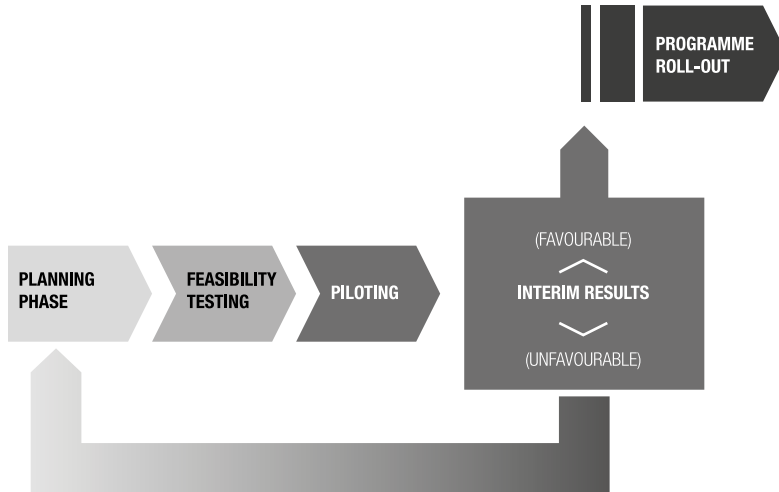 PROGRAMME
ROLL-OUT
(FAVOURABLE)
PLANNING
PHASE
FEASIBILITY
TESTING
PILOTING
INTERIM RESULTS
(UNFAVOURABLE)